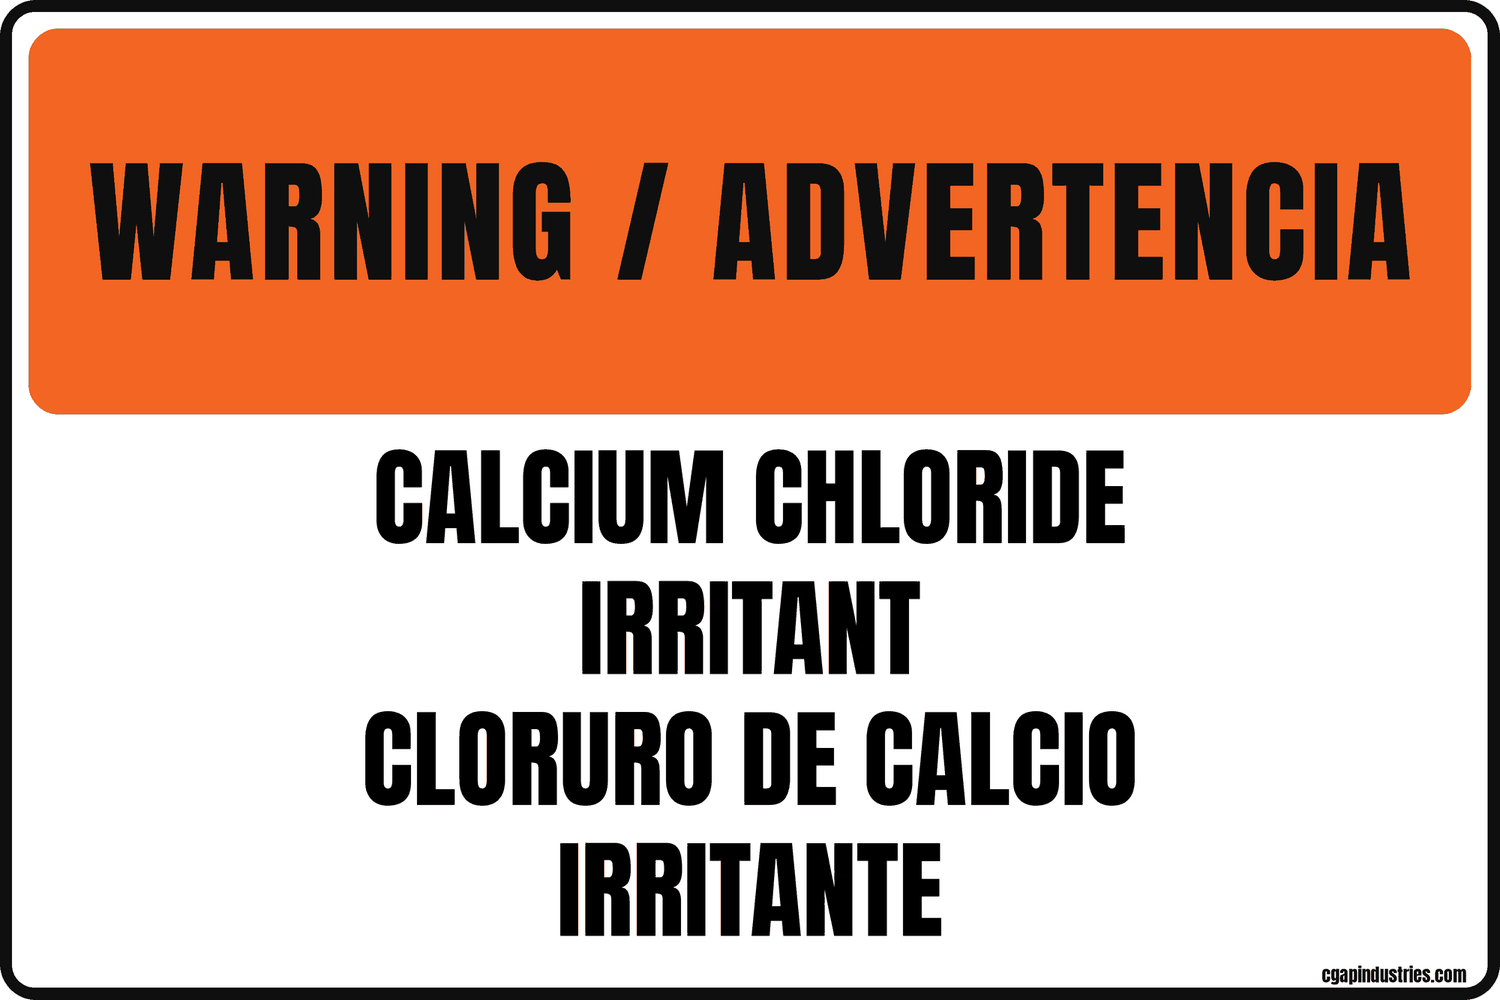 WARNING / ADVERTENCIA
CALCIUM CHLORIDE
IRRITANT
CLORURO DE CALCIO
IRRITANTE
cgapindustries.com